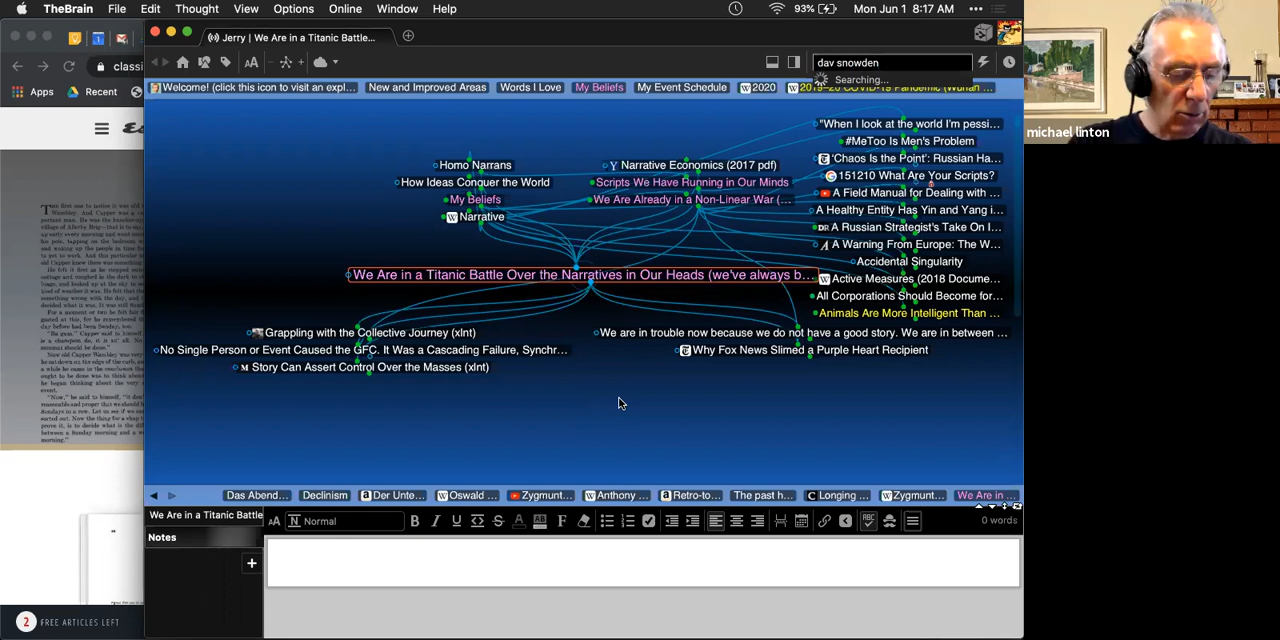 TheBrain File Edit Thought View Options Online Window Help 93% Mon Jun 1 8:17 AM
Jerry | We Are in a Titanic Battle...
classi
AA
dav snowden
Searching...
Apps Recent
Welcome! (click this icon to visit an expl... New and Improved Areas Words I Love My Beliefs My Event Schedule 2020 2019-20 COVID-19 Pandemic (Wuhan ...
michael linton
"When I look at the world I'm pessi...
#MeToo Is Men's Problem
'Chaos Is the Point': Russian Ha...
151210 What Are Your Scripts?
A Field Manual for Dealing with ...
A Healthy Entity Has Yin and Yang i...
A Russian Strategist's Take On I...
A Warning From Europe: The W...
Accidental Singularity
Active Measures (2018 Docume...
All Corporations Should Become for...
Animals Are More Intelligent Than ...
Homo Narrans
How Ideas Conquer the World
My Beliefs
Narrative
Narrative Economics (2017 pdf)
Scripts We Have Running in Our Minds
We Are Already in a Non-Linear War (...
We Are in a Titanic Battle Over the Narratives in Our Heads (we've always b...
Grappling with the Collective Journey (xlnt)
No Single Person or Event Caused the GFC. It Was a Cascading Failure, Synchr...
Story Can Assert Control Over the Masses (xlnt)
We are in trouble now because we do not have a good story. We are in between ...
Why Fox News Slimed a Purple Heart Recipient
Das Abend... Declinism Der Unte... Oswald ... Zygmunt... Anthony ... Retro-to... The past h... Longing ... Zygmunt... We Are in ...
We Are in a Titanic Battle
Normal
0 words
Notes
2 FREE ARTICLES LEFT